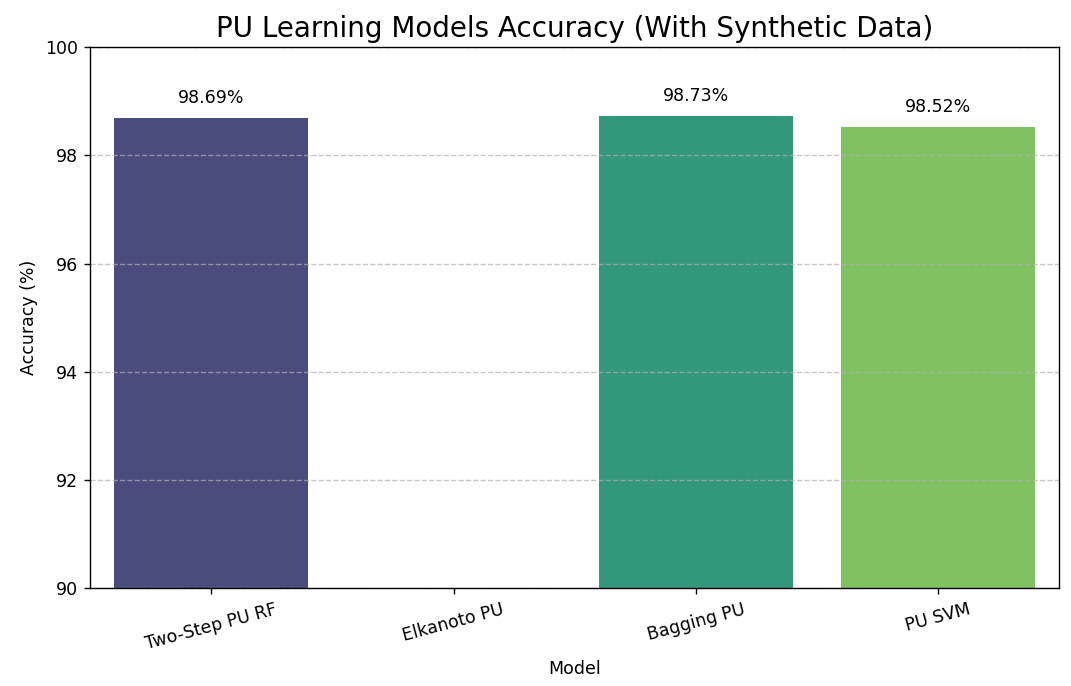 PU Learning Models Accuracy (With Synthetic Data)
100
98
96
94
92
90
Accuracy (%)
98.69%
98.73%
98.52%
Two-Step PU RF
Elkanoto PU
Bagging PU
PU SVM
Model